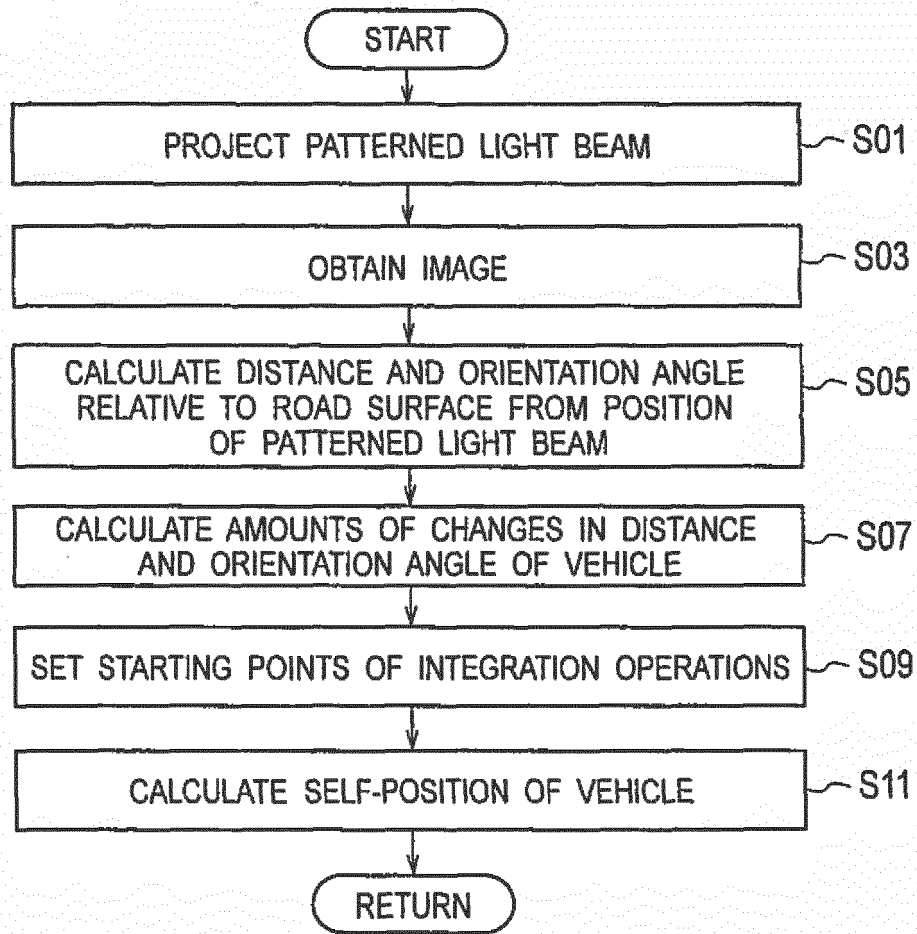 START
PROJECT PATTERNED LIGHT BEAM
S01
OBTAIN IMAGE
S03
CALCULATE DISTANCE AND ORIENTATION ANGLE
RELATIVE TO ROAD SURFACE FROM POSITION
OF PATTERNED LIGHT BEAM
S05
CALCULATE AMOUNTS OF CHANGES IN DISTANCE
AND ORIENTATION ANGLE OF VEHICLE
S07
SET STARTING POINTS OF INTEGRATION OPERATIONS
S09
CALCULATE SELF-POSITION OF VEHICLE
S11
RETURN